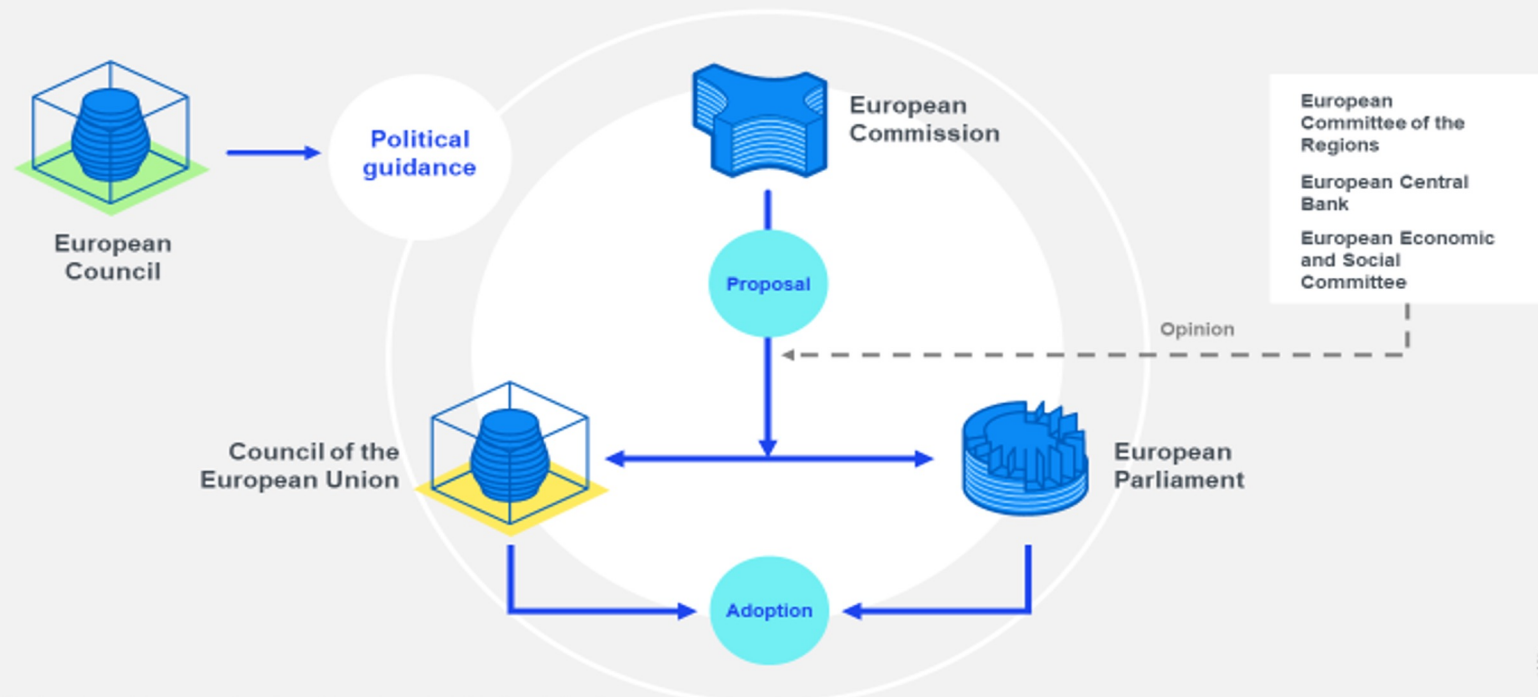 European
Council
Political
guidance
European
Commission
Proposal
European
Committee of the
Regions
European Central
Bank
European Economic
and Social
Committee
Opinion
Council of the
European Union
European
Parliament
Adoption